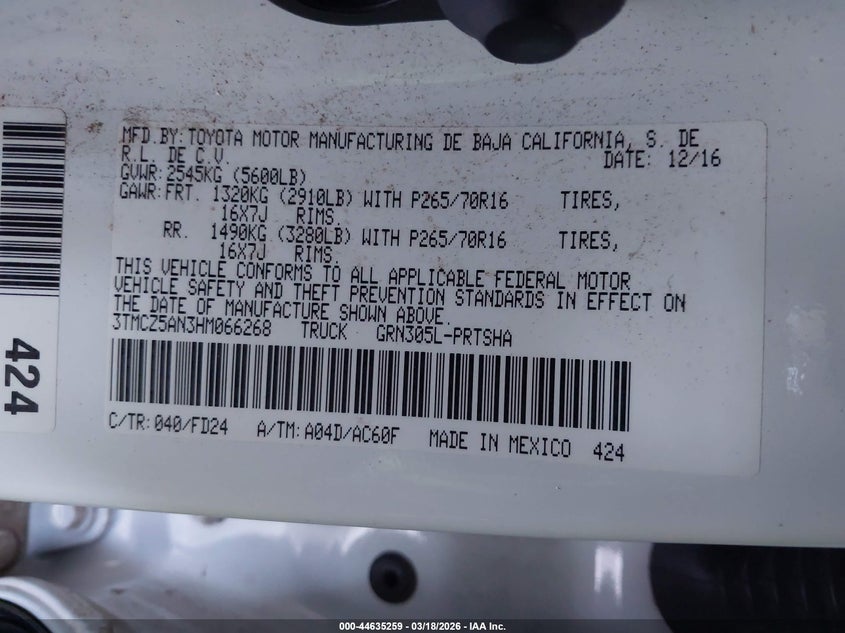 MFD.BY:TOYOTA MOTOR MANUFACTURING DE BAJA CALIFORNIA, S. DE
R.L. DE C.V. DATE: 12/16
GVWR:2545KG (5600LB)
GAWR:FRT. 1320KG (2910LB) WITH P265/70R16 TIRES,
16X7J RIMS,
RR. 1490KG (3280LB) WITH P265/70R16 TIRES,
16X7J RIMS.
THIS VEHICLE CONFORMS TO ALL APPLICABLE FEDERAL MOTOR
VEHICLE SAFETY AND THEFT PREVENTION STANDARDS IN EFFECT ON
THE DATE OF MANUFACTURE SHOWN ABOVE.
3TMCZ5AN3HM066268 TRUCK GRN305L-PRTSHA
C/TR:040/FD24 A/TM:A04D/AC60F MADE IN MEXICO 424
424
000-44635259 — 03/18/2026 — IAA Inc.